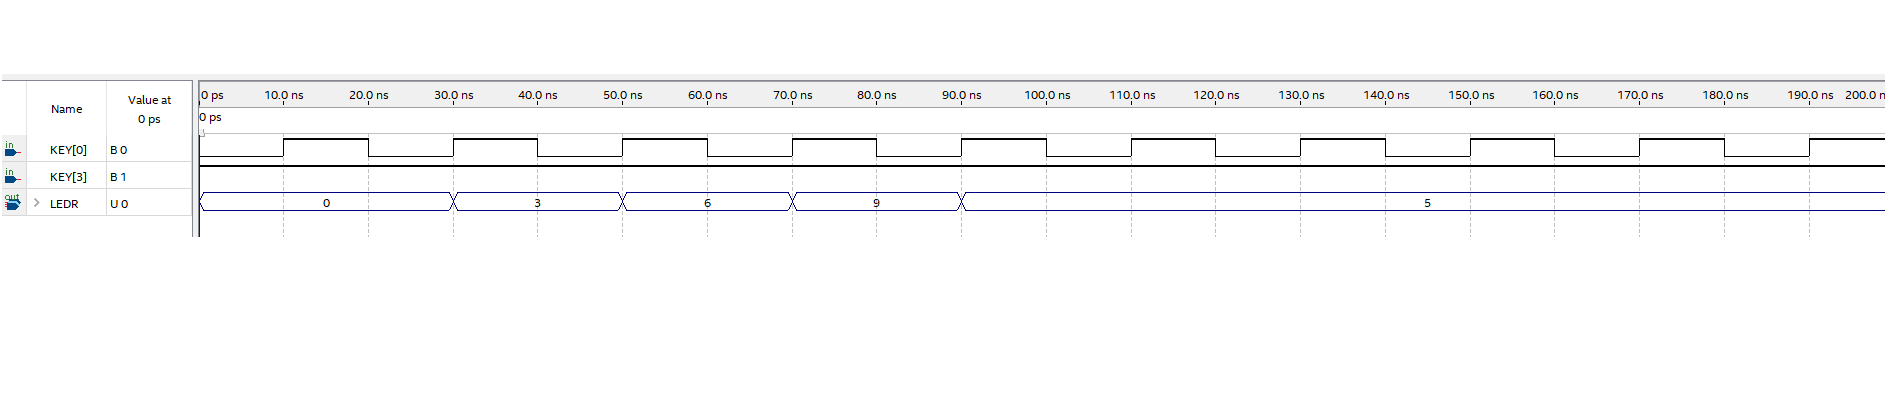 Name
Value at
0 ps
0 ps 10.0 ns 20.0 ns 30.0 ns 40.0 ns 50.0 ns 60.0 ns 70.0 ns 80.0 ns 90.0 ns 100.0 ns 110.0 ns 120.0 ns 130.0 ns 140.0 ns 150.0 ns 160.0 ns 170.0 ns 180.0 ns 190.0 ns 200.0 n
0 ps
in KEY[0] B 0
in KEY[3] B 1
out LEDR U 0 0 3 6 9 5